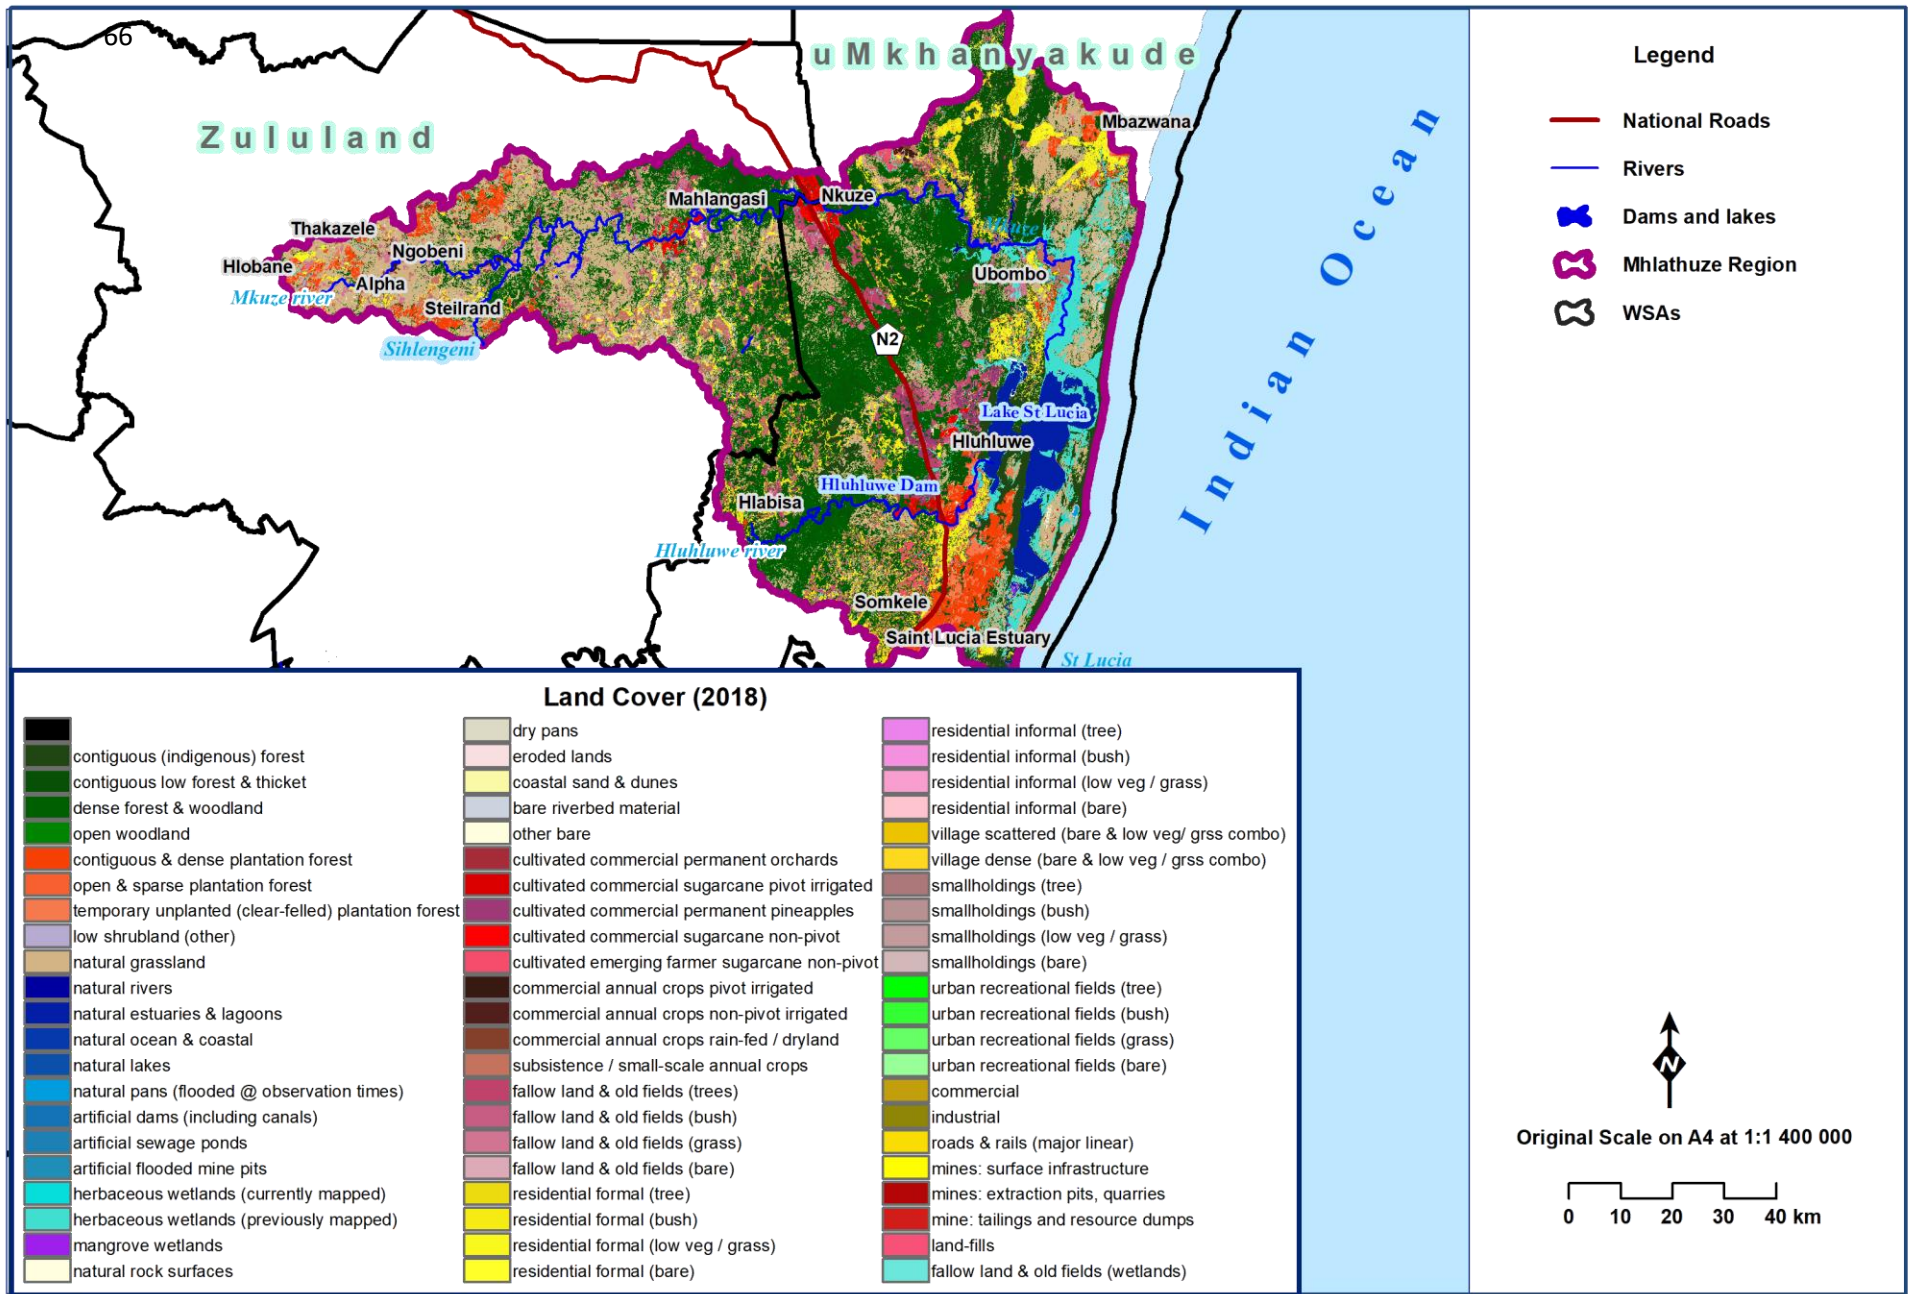 66
uMkhanyakude
Zululand
Mbazwana
Mahlangasi
Nkuze
Thakazele
Ngobeni
Mkuze
Hlobane
Alpha
Ubombo
Mkuze river
Steilrand
Sihlengeni
N2
Lake St Lucia
Hluhluwe
Hluhluwe Dam
Hlabisa
Hluhluwe river
Somkele
Saint Lucia Estuary
St Lucia
Indian Ocean
Legend
National Roads
Rivers
Dams and lakes
Mhlathuze Region
WSAs
Land Cover (2018)
contiguous (indigenous) forest
contiguous low forest & thicket
dense forest & woodland
open woodland
contiguous & dense plantation forest
open & sparse plantation forest
temporary unplanted (clear-felled) plantation forest
low shrubland (other)
natural grassland
natural rivers
natural estuaries & lagoons
natural ocean & coastal
natural lakes
natural pans (flooded @ observation times)
artificial dams (including canals)
artificial sewage ponds
artificial flooded mine pits
herbaceous wetlands (currently mapped)
herbaceous wetlands (previously mapped)
mangrove wetlands
natural rock surfaces
dry pans
eroded lands
coastal sand & dunes
bare riverbed material
other bare
cultivated commercial permanent orchards
cultivated commercial sugarcane pivot irrigated
cultivated commercial permanent pineapples
cultivated commercial sugarcane non-pivot
cultivated emerging farmer sugarcane non-pivot
commercial annual crops pivot irrigated
commercial annual crops non-pivot irrigated
commercial annual crops rain-fed / dryland
subsistence / small-scale annual crops
fallow land & old fields (trees)
fallow land & old fields (bush)
fallow land & old fields (grass)
fallow land & old fields (bare)
residential formal (tree)
residential formal (bush)
residential formal (low veg / grass)
residential formal (bare)
residential informal (tree)
residential informal (bush)
residential informal (low veg / grass)
residential informal (bare)
village scattered (bare & low veg/ grss combo)
village dense (bare & low veg / grss combo)
smallholdings (tree)
smallholdings (bush)
smallholdings (low veg / grass)
smallholdings (bare)
urban recreational fields (tree)
urban recreational fields (bush)
urban recreational fields (grass)
urban recreational fields (bare)
commercial
industrial
roads & rails (major linear)
mines: surface infrastructure
mines: extraction pits, quarries
mine: tailings and resource dumps
land-fills
fallow land & old fields (wetlands)
N
Original Scale on A4 at 1:1 400 000
0 10 20 30 40 km